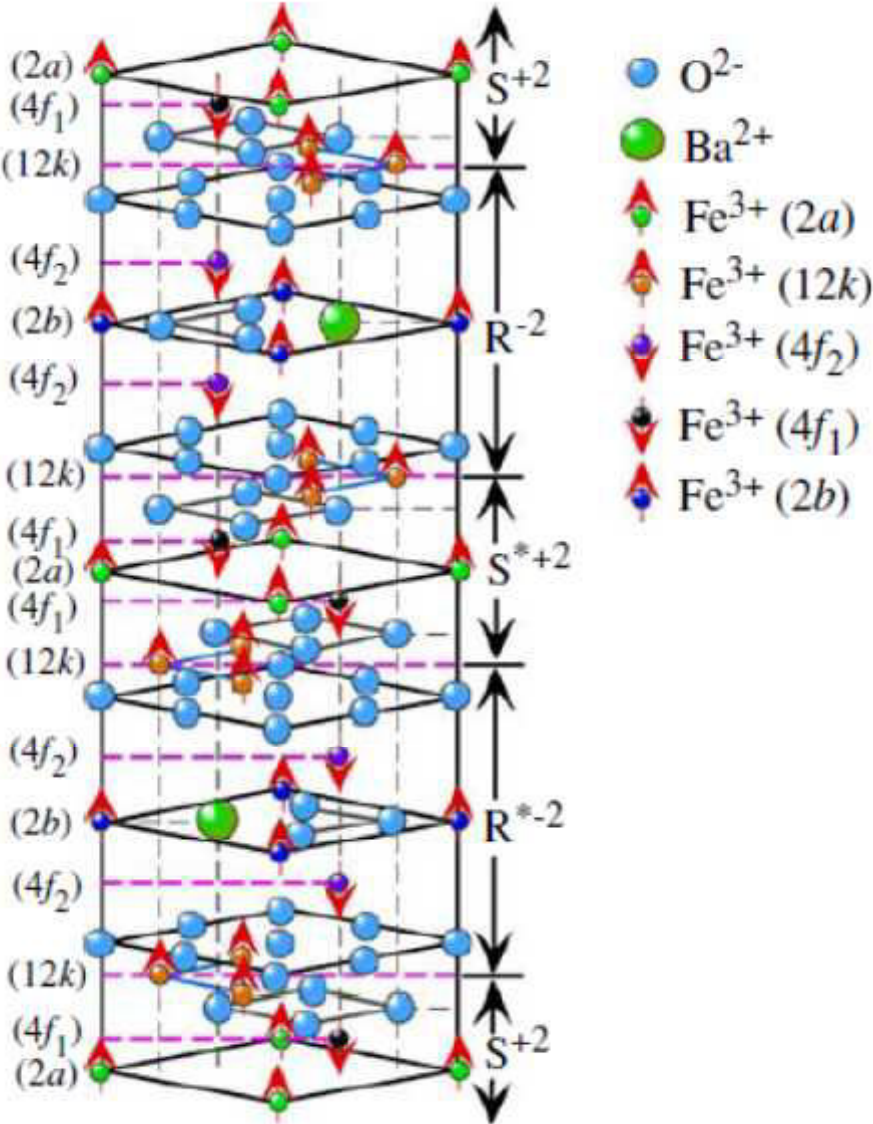 (2a)
(4f₁)
(12k)
(4f₂)
(2b)
(4f₂)
(12k)
(4f₁)
(2a)
(4f₁)
(12k)
(4f₂)
(2b)
(4f₂)
(12k)
(4f₁)
(2a)
S⁺²
R⁻²
S*⁺²
R*⁻²
S⁺²
O²⁻
Ba²⁺
Fe³⁺ (2a)
Fe³⁺ (12k)
Fe³⁺ (4f₂)
Fe³⁺ (4f₁)
Fe³⁺ (2b)